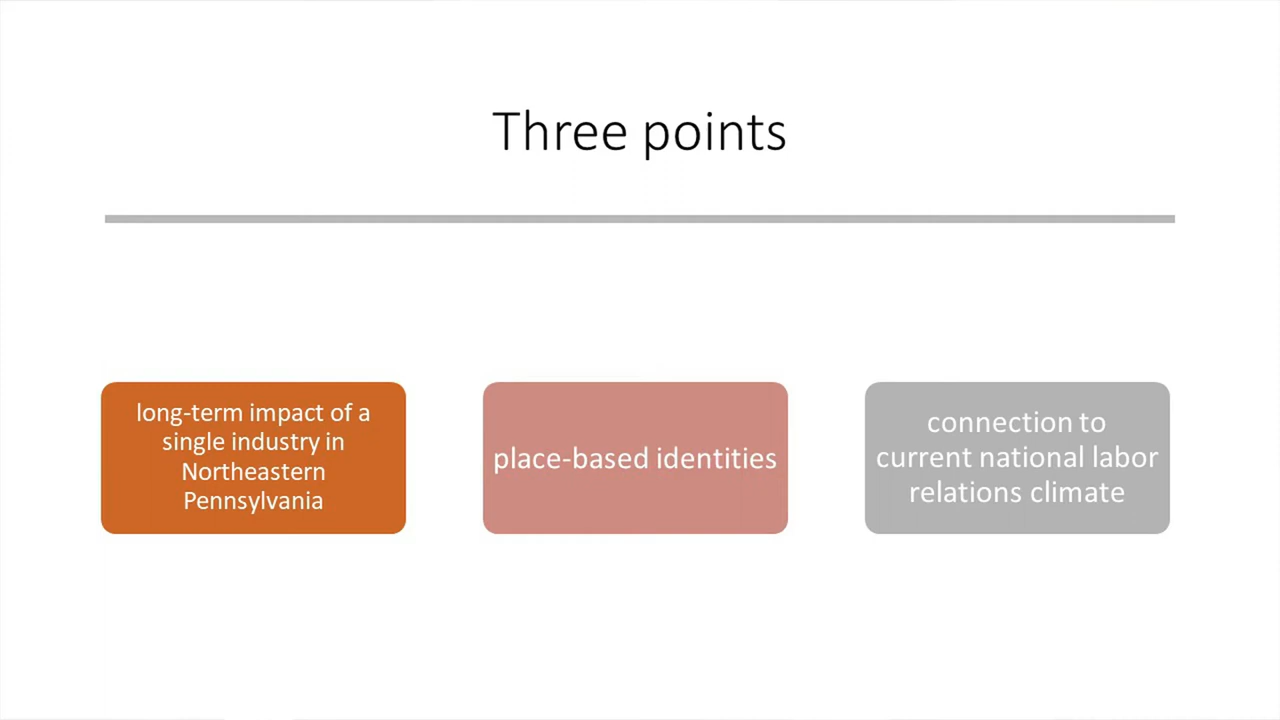 Three points
long-term impact of a
single industry in
Northeastern
Pennsylvania
place-based identities
connection to
current national labor
relations climate